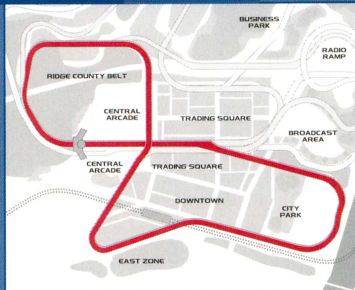 BUSINESS
PARK
RADIO
RAMP
RIDGE COUNTY BELT
CENTRAL
ARCADE
TRADING SQUARE
BROADCAST
AREA
CENTRAL
ARCADE
TRADING SQUARE
DOWNTOWN
CITY
PARK
EAST ZONE